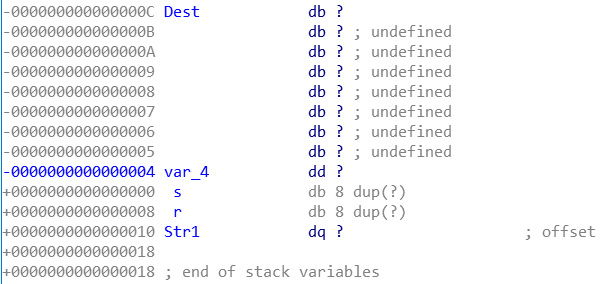 -000000000000000C Dest db ?
-000000000000000B db ? ; undefined
-000000000000000A db ? ; undefined
-0000000000000009 db ? ; undefined
-0000000000000008 db ? ; undefined
-0000000000000007 db ? ; undefined
-0000000000000006 db ? ; undefined
-0000000000000005 db ? ; undefined
-0000000000000004 var_4 dd ?
+0000000000000000 s db 8 dup(?)
+0000000000000008 r db 8 dup(?)
+0000000000000010 Str1 dq ? ; offset
+0000000000000018
+0000000000000018 ; end of stack variables